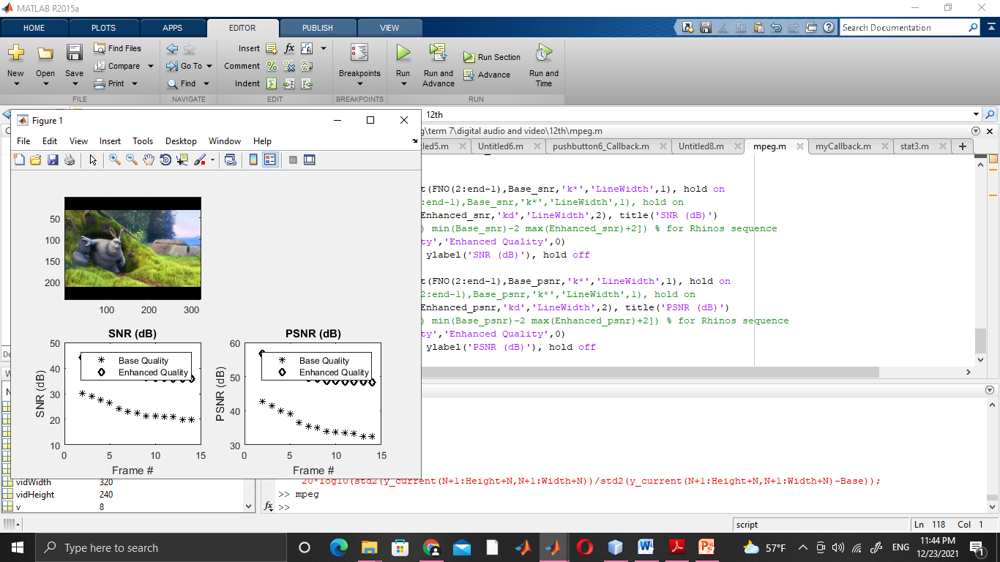 MATLAB R2015a
HOME PLOTS APPS EDITOR PUBLISH VIEW
Search Documentation
New Open Save Find Files Compare Print
Go To Find
Insert fx
Comment
Indent
Breakpoints
Run Run and Advance Run Section Advance Run and Time
FILE NAVIGATE EDIT BREAKPOINTS RUN
12th
Figure 1
File Edit View Insert Tools Desktop Window Help
g\term 7\digital audio and video\12th\mpeg.m
led5.m Untitled6.m pushbutton6_Callback.m Untitled8.m mpeg.m myCallback.m stat3.m
t(FNO(2:end-1),Base_snr,'k*','LineWidth',1), hold on
:end-1),Base_snr,'k*','LineWidth',1), hold on
Enhanced_snr,'kd','LineWidth',2), title('SNR (dB)')
) min(Base_snr)-2 max(Enhanced_snr)+2]) % for Rhinos sequence
ty','Enhanced Quality',0)
ylabel('SNR (dB)'), hold off
t(FNO(2:end-1),Base_psnr,'k*','LineWidth',1), hold on
2:end-1),Base_psnr,'k*','LineWidth',1), hold on
Enhanced_psnr,'kd','LineWidth',2), title('PSNR (dB)')
) min(Base_psnr)-2 max(Enhanced_psnr)+2]) % for Rhinos sequence
ty','Enhanced Quality',0)
ylabel('PSNR (dB)'), hold off
50
100
150
200
100 200 300
SNR (dB)
50
40
30
20
10
0 5 10 15
SNR (dB)
Frame #
Base Quality
Enhanced Quality
PSNR (dB)
60
50
40
30
0 5 10 15
PSNR (dB)
Frame #
Base Quality
Enhanced Quality
De
W
N
vidWidth 320
vidHeight 240
v 8
20*log10(std2(y_current(N+1:Height+N,N+1:Width+N))/std2(y_current(N+1:Height+N,N+1:Width+N)-Base));
>> mpeg
fx >>
script
Ln 118 Col 1
Type here to search
57°F
ENG
11:44 PM
12/23/2021
1